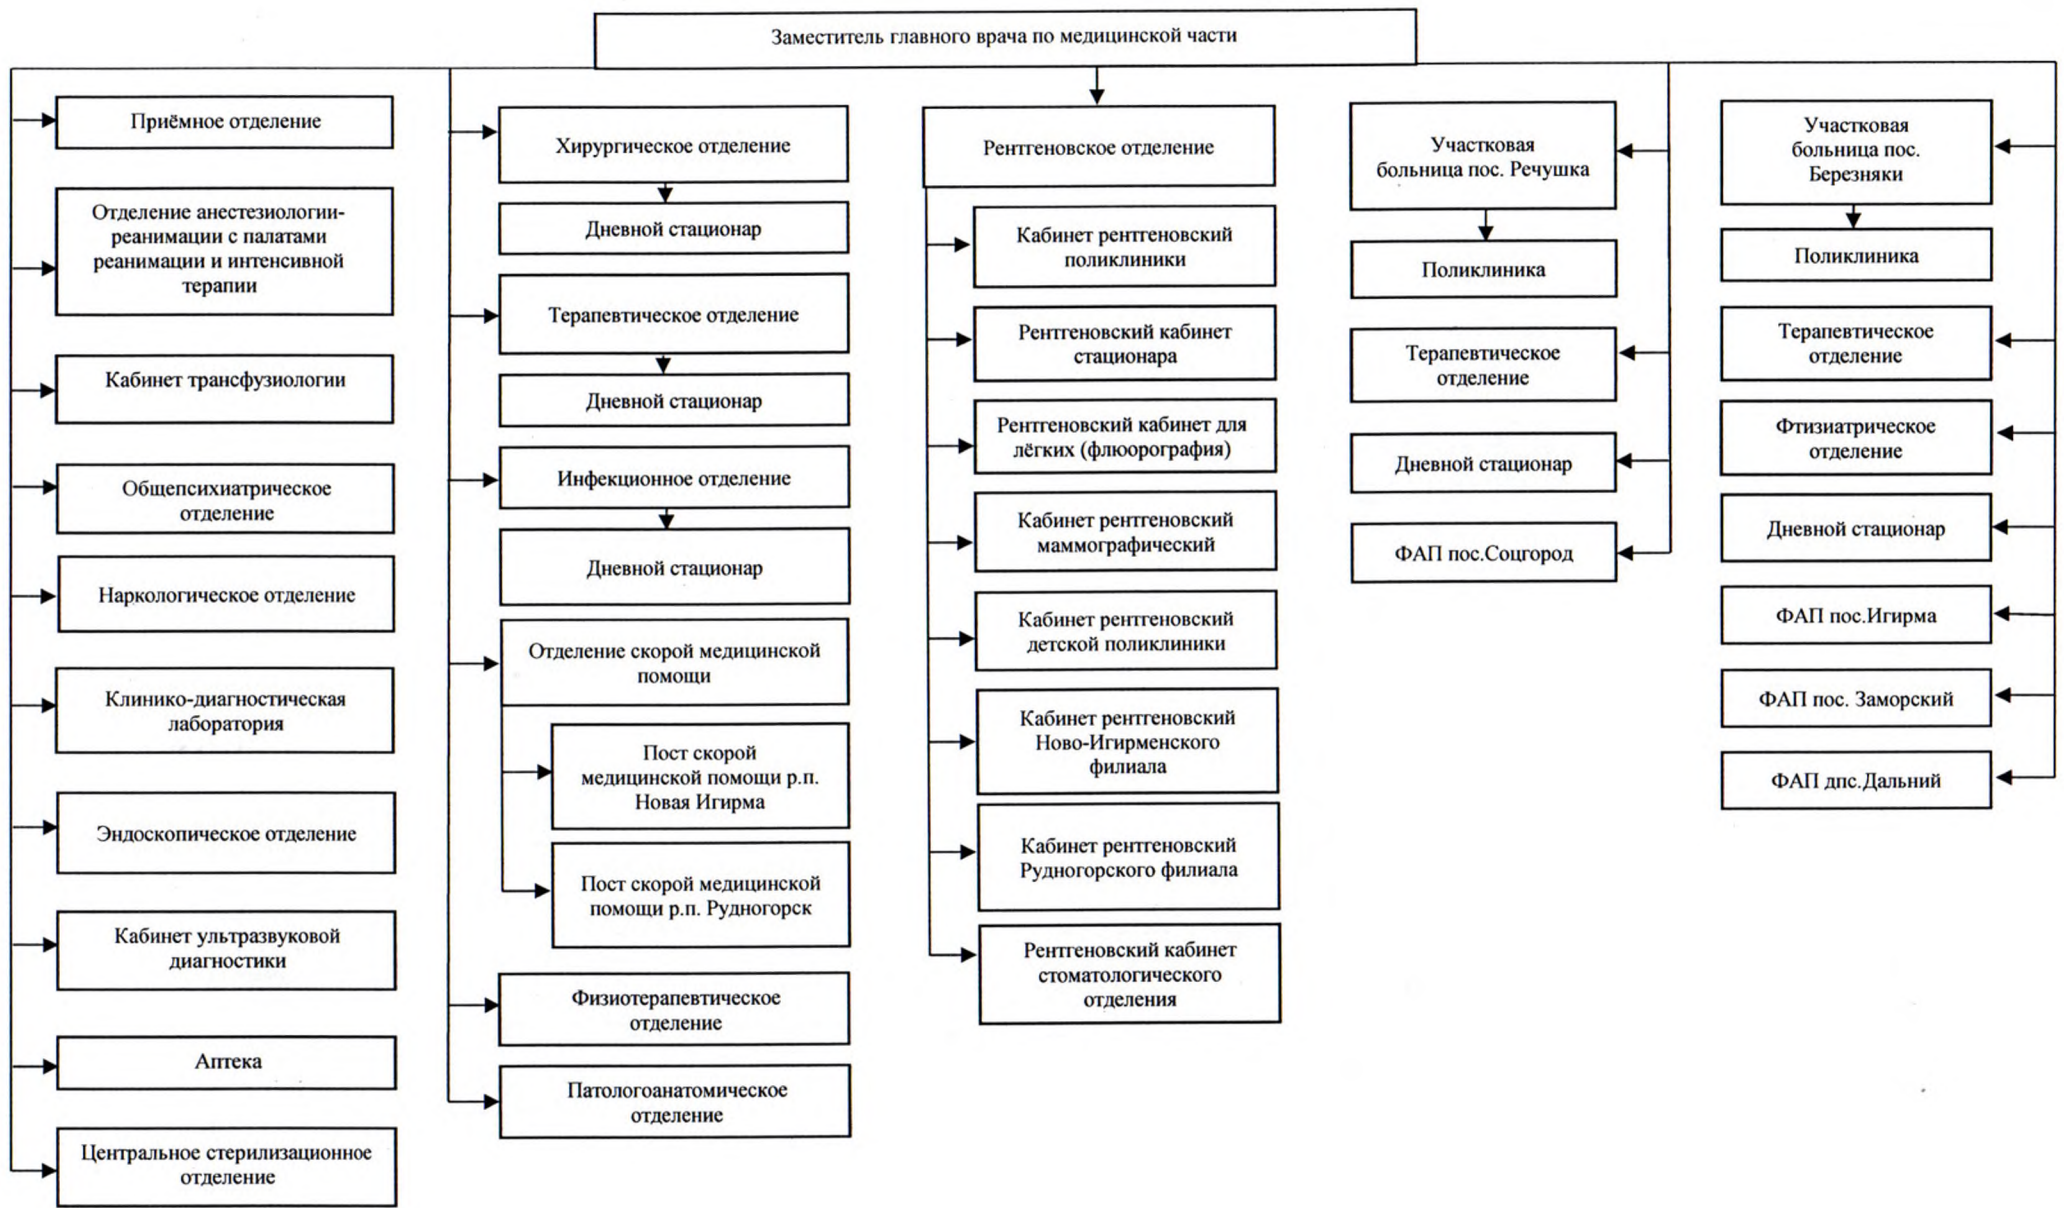 Заместитель главного врача по медицинской части
Приёмное отделение
Отделение анестезиологии-
реанимации с палатами
реанимации и интенсивной
терапии
Кабинет трансфузиологии
Общепсихиатрическое
отделение
Наркологическое отделение
Клинико-диагностическая
лаборатория
Эндоскопическое отделение
Кабинет ультразвуковой
диагностики
Аптека
Центральное стерилизационное
отделение
Хирургическое отделение
Дневной стационар
Терапевтическое отделение
Дневной стационар
Инфекционное отделение
Дневной стационар
Отделение скорой медицинской
помощи
Пост скорой
медицинской помощи р.п.
Новая Игирма
Пост скорой медицинской
помощи р.п. Рудногорск
Физиотерапевтическое
отделение
Патологоанатомическое
отделение
Рентгеновское отделение
Кабинет рентгеновский
поликлиники
Рентгеновский кабинет
стационара
Рентгеновский кабинет для
лёгких (флюорография)
Кабинет рентгеновский
маммографический
Кабинет рентгеновский
детской поликлиники
Кабинет рентгеновский
Ново-Игирменского
филиала
Кабинет рентгеновский
Рудногорского филиала
Рентгеновский кабинет
стоматологического
отделения
Участковая
больница пос. Речушка
Поликлиника
Терапевтическое
отделение
Дневной стационар
ФАП пос.Соцгород
Участковая
больница пос.
Березняки
Поликлиника
Терапевтическое
отделение
Фтизиатрическое
отделение
Дневной стационар
ФАП пос.Игирма
ФАП пос. Заморский
ФАП дпс.Дальний